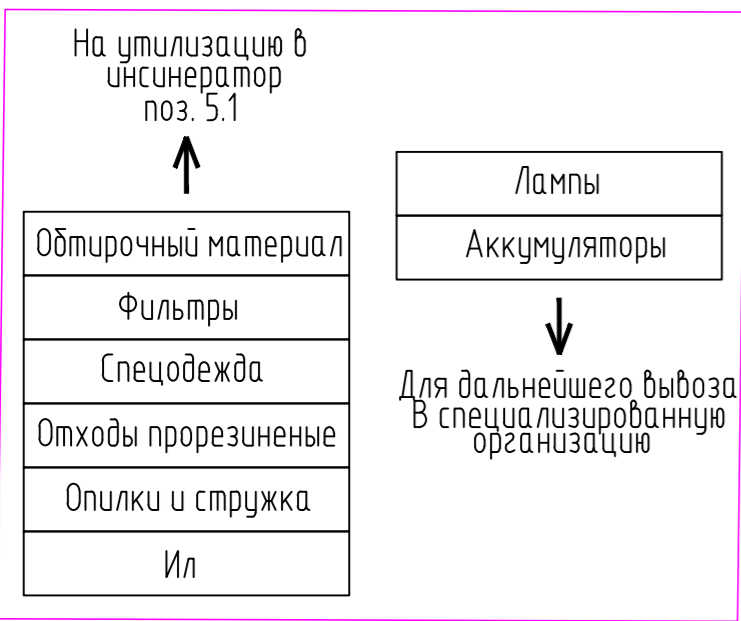 На утилизацию в
инсинератор
поз. 5.1
Обтирочный материал
Фильтры
Спецодежда
Отходы прорезиненые
Опилки и стружка
Ил
Лампы
Аккумуляторы
Для дальнейшего вывоза
В специализированную
организацию